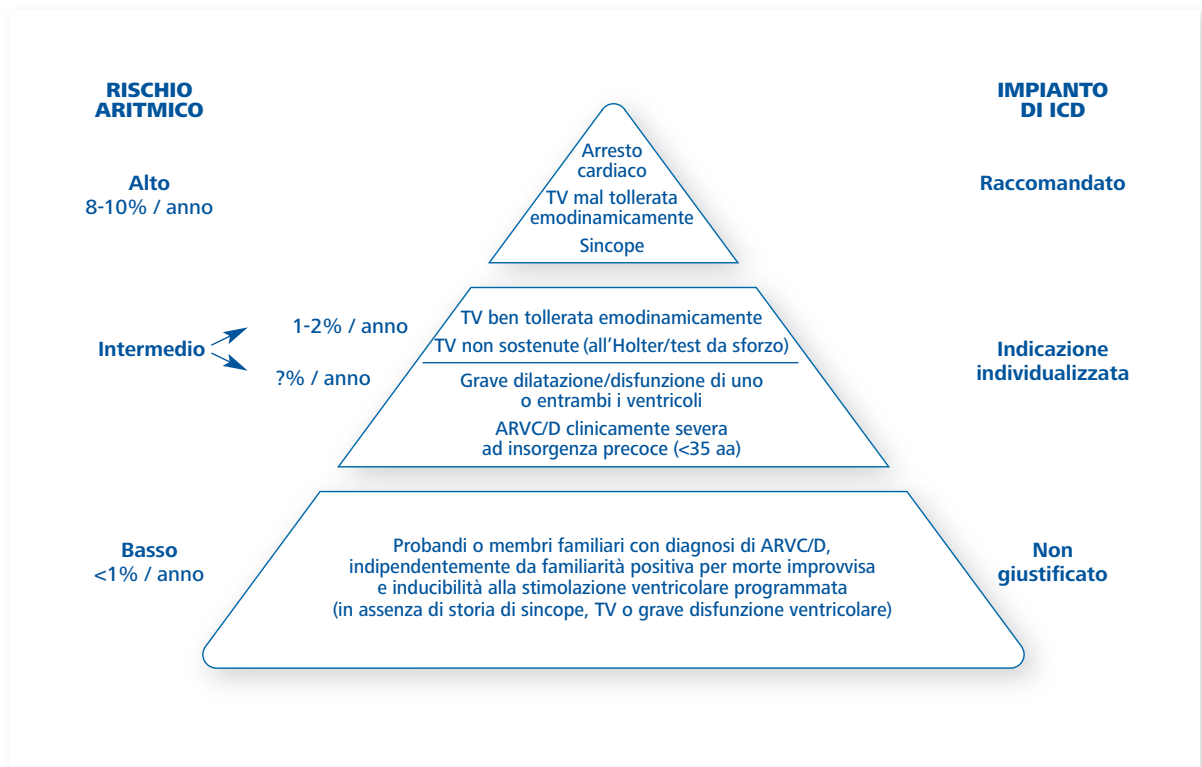 RISCHIO
ARITMICO
IMPIANTO
DI ICD
Alto
8-10% / anno
Arresto
cardiaco
TV mal tollerata
emodinamicamente
Sincope
Raccomandato
Intermedio
1-2% / anno
?% / anno
TV ben tollerata emodinamicamente
TV non sostenute (all’Holter/test da sforzo)
Grave dilatazione/disfunzione di uno
o entrambi i ventricoli
ARVC/D clinicamente severa
ad insorgenza precoce (<35 aa)
Indicazione
individualizzata
Basso
<1% / anno
Probandi o membri familiari con diagnosi di ARVC/D,
indipendentemente da familiarità positiva per morte improvvisa
e inducibilità alla stimolazione ventricolare programmata
(in assenza di storia di sincope, TV o grave disfunzione ventricolare)
Non
giustificato